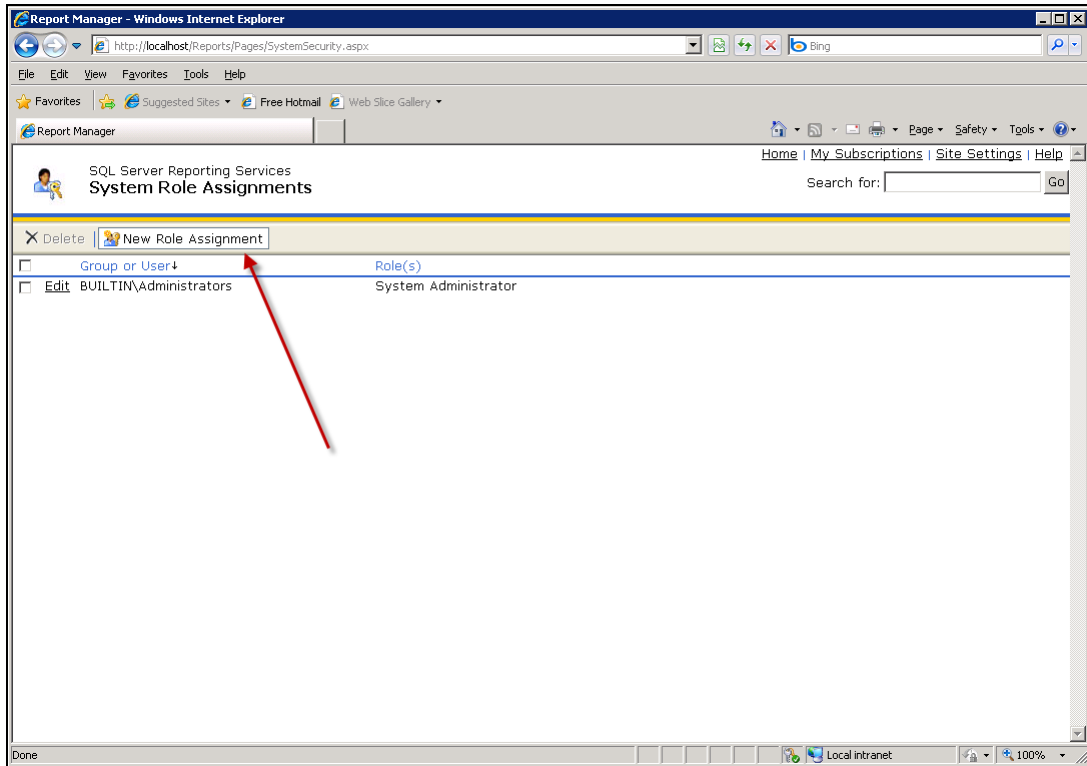 Report Manager - Windows Internet Explorer
http://localhost/Reports/Pages/SystemSecurity.aspx
Bing
File Edit View Favorites Tools Help
Favorites Suggested Sites Free Hotmail Web Slice Gallery
Report Manager
Page Safety Tools
Home | My Subscriptions | Site Settings | Help
SQL Server Reporting Services
System Role Assignments
Search for: Go
Delete | New Role Assignment
Group or User↓ Role(s)
Edit BUILTIN\Administrators System Administrator
Done Local intranet 100%